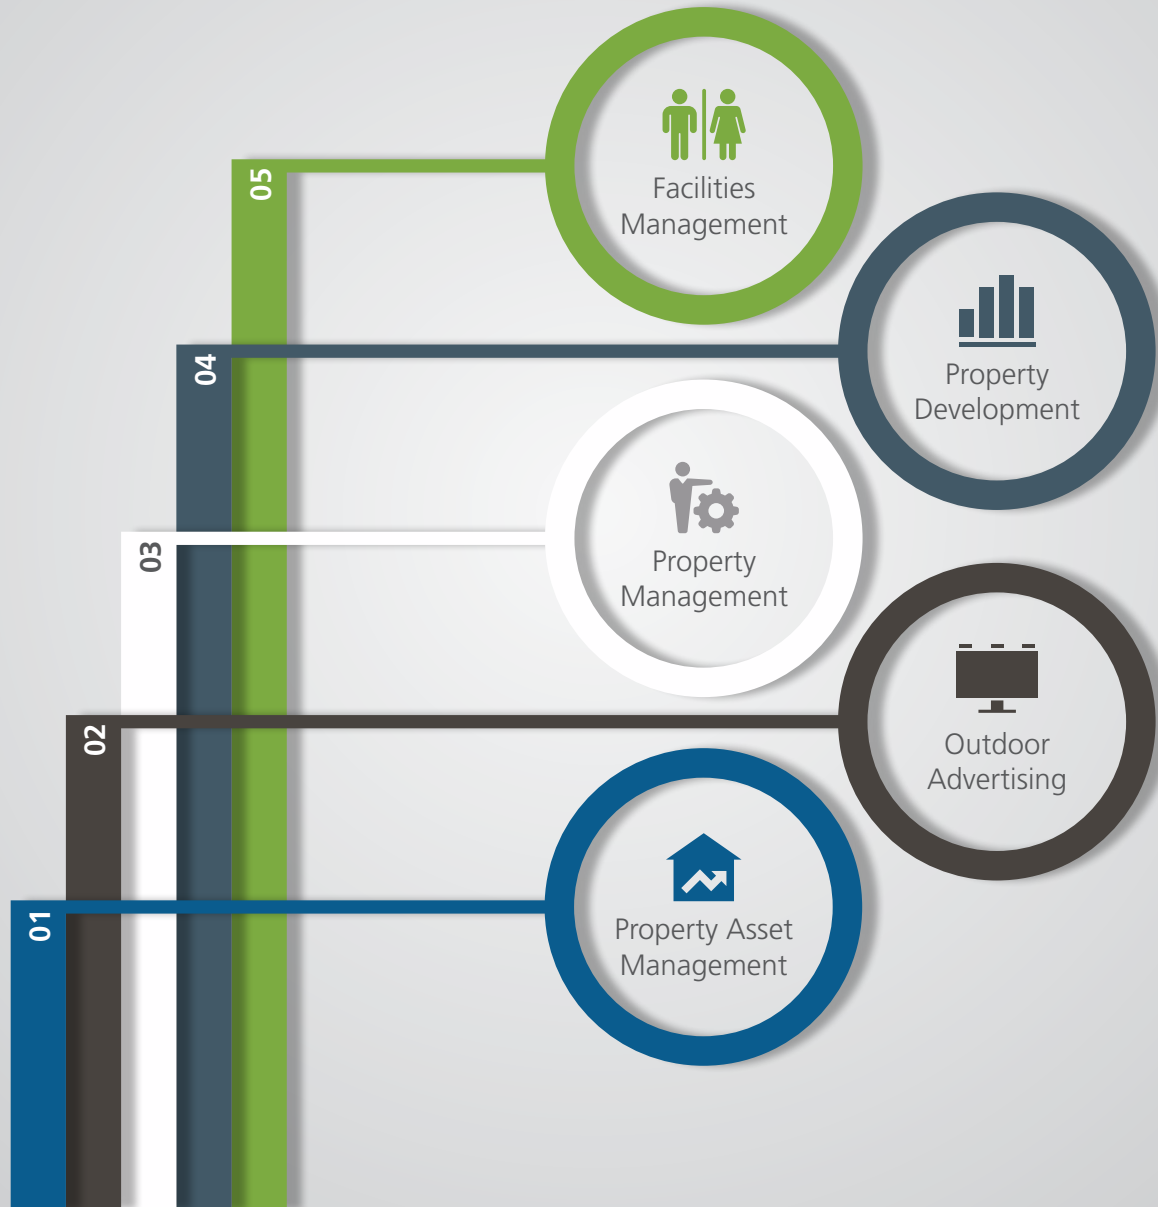 05
Facilities
Management
04
Property
Development
03
Property
Management
02
Outdoor
Advertising
01
Property Asset
Management